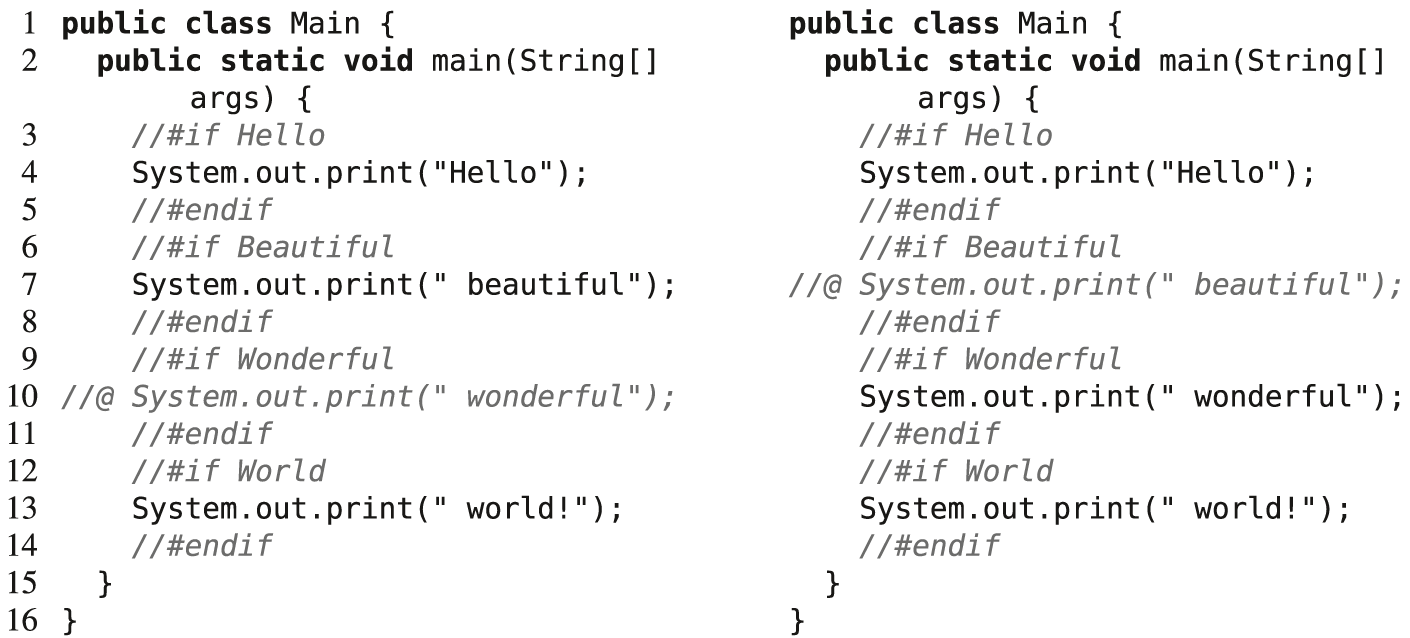 1 public class Main {
2 public static void main(String[]
args) {
3 //#if Hello
4 System.out.print("Hello");
5 //#endif
6 //#if Beautiful
7 System.out.print(" beautiful");
8 //#endif
9 //#if Wonderful
10 //@ System.out.print(" wonderful");
11 //#endif
12 //#if World
13 System.out.print(" world!");
14 //#endif
15 }
16 }
public class Main {
public static void main(String[]
args) {
//#if Hello
System.out.print("Hello");
//#endif
//#if Beautiful
//@ System.out.print(" beautiful");
//#endif
//#if Wonderful
System.out.print(" wonderful");
//#endif
//#if World
System.out.print(" world!");
//#endif
}
}